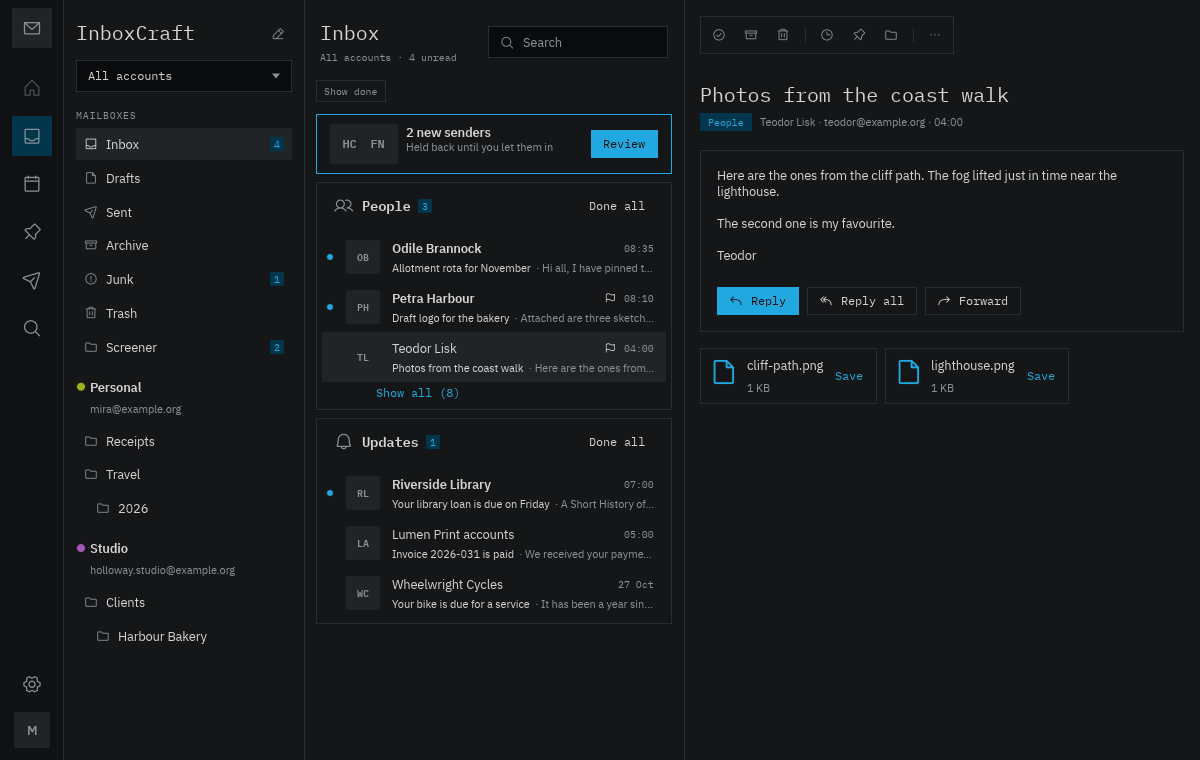 InboxCraft
All accounts
MAILBOXES
Inbox 4
Drafts
Sent
Archive
Junk 1
Trash
Screener 2
Personal
mira@example.org
Receipts
Travel
2026
Studio
holloway.studio@example.org
Clients
Harbour Bakery
M
Inbox
All accounts · 4 unread
Search
Show done
HC FN
2 new senders
Held back until you let them in
Review
People 3
Done all
OB
Odile Brannock 08:35
Allotment rota for November · Hi all, I have pinned t...
PH
Petra Harbour 08:10
Draft logo for the bakery · Attached are three sketch...
TL
Teodor Lisk 04:00
Photos from the coast walk · Here are the ones from...
Show all (8)
Updates 1
Done all
RL
Riverside Library 07:00
Your library loan is due on Friday · A Short History of...
LA
Lumen Print accounts 05:00
Invoice 2026-031 is paid · We received your payme...
WC
Wheelwright Cycles 27 Oct
Your bike is due for a service · It has been a year sin...
Photos from the coast walk
People Teodor Lisk · teodor@example.org · 04:00
Here are the ones from the cliff path. The fog lifted just in time near the
lighthouse.
The second one is my favourite.
Teodor
Reply
Reply all
Forward
cliff-path.png
1 KB
Save
lighthouse.png
1 KB
Save